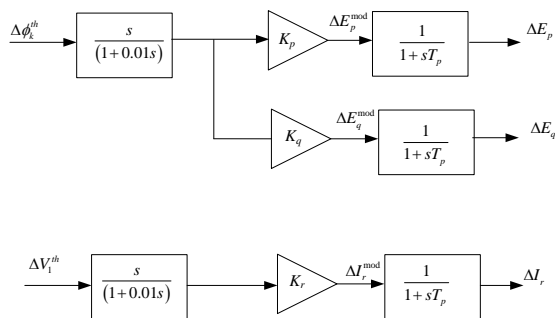 Δϕ_k^{th}
s
(1+0.01s)
K_p
ΔE_p^{mod}
1
1+sT_p
ΔE_p
K_q
ΔE_q^{mod}
1
1+sT_p
ΔE_q
ΔV_1^{th}
s
(1+0.01s)
K_r
ΔI_r^{mod}
1
1+sT_p
ΔI_r